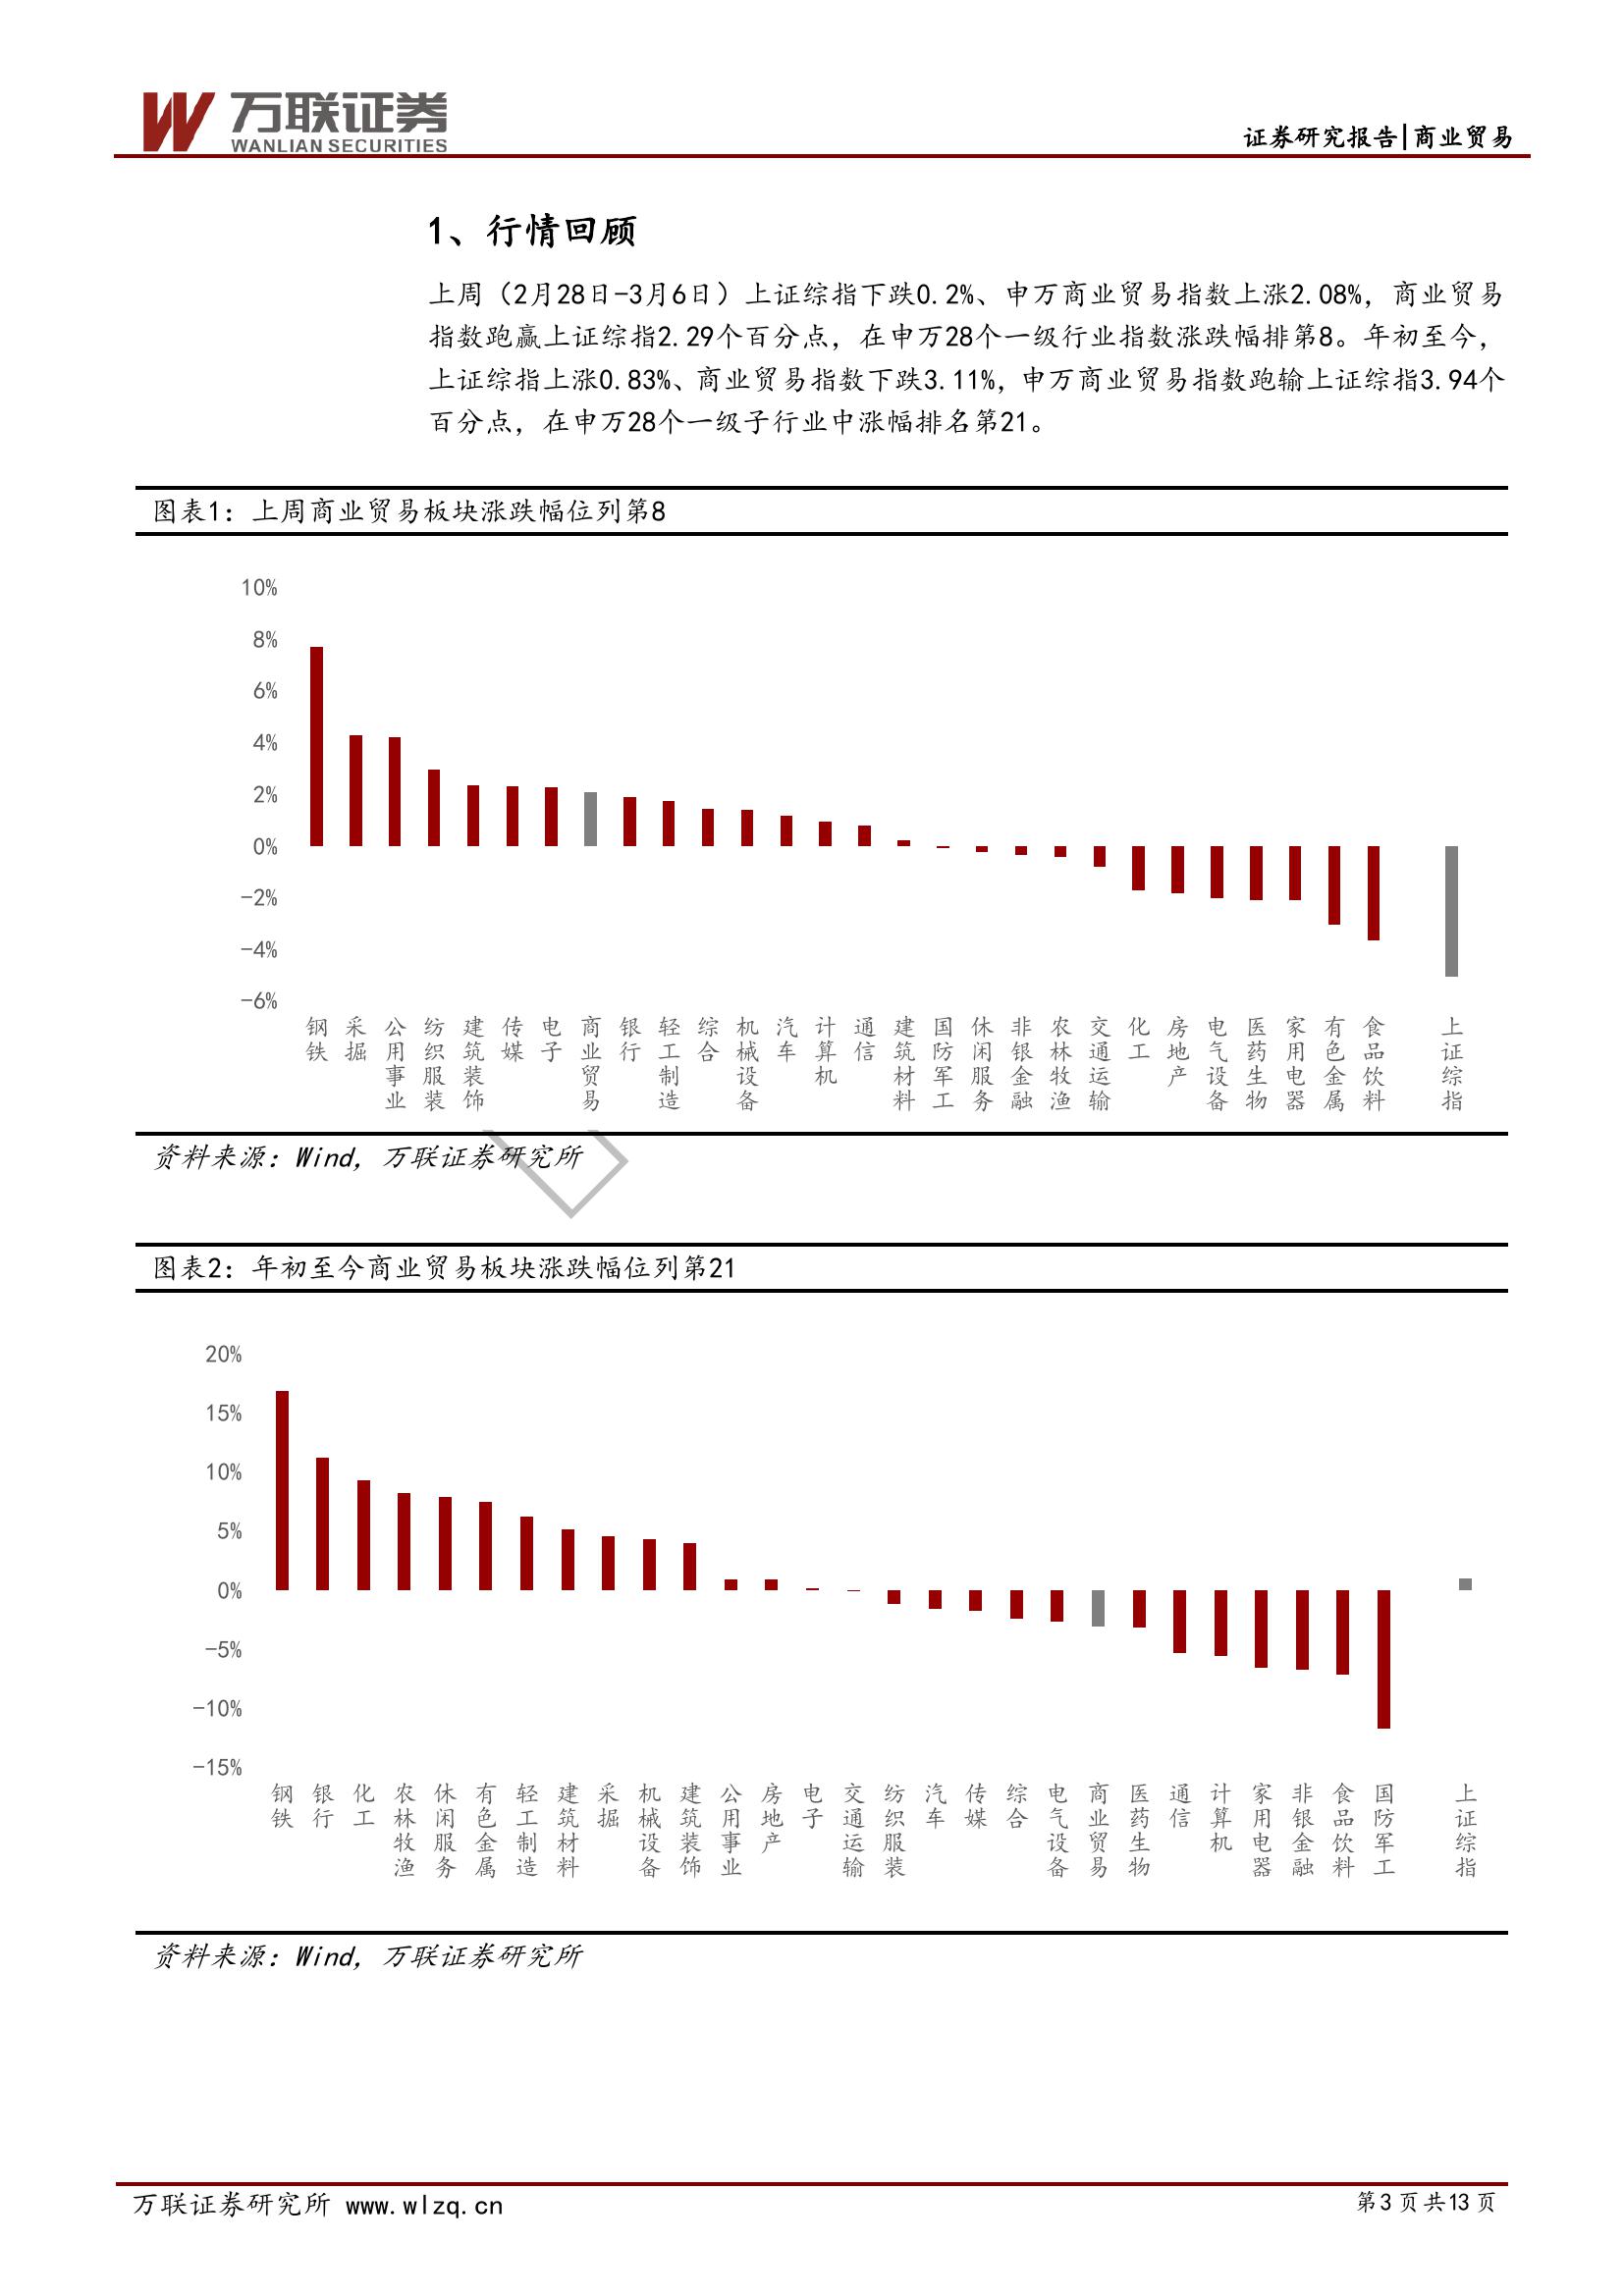 万联证券
WANLIAN SECURITIES
证券研究报告|商业贸易
1、行情回顾
上周（2月28日-3月6日）上证综指下跌0.2%、申万商业贸易指数上涨2.08%，商业贸易
指数跑赢上证综指2.29个百分点，在申万28个一级行业指数涨跌幅排第8。年初至今，
上证综指上涨0.83%、商业贸易指数下跌3.11%，申万商业贸易指数跑输上证综指3.94个
百分点，在申万28个一级子行业中涨幅排名第21。
图表1：上周商业贸易板块涨跌幅位列第8
10%
8%
6%
4%
2%
0%
-2%
-4%
-6%
钢铁
采掘
公用事业
纺织服装
建筑装饰
传媒
电子
商业贸易
银行
轻工制造
综合
机械设备
汽车
计算机
通信
建筑材料
国防军工
休闲服务
非银金融
农林牧渔
交通运输
化工
房地产
电气设备
医药生物
家用电器
有色金属
食品饮料
上证综指
资料来源：Wind，万联证券研究所
图表2：年初至今商业贸易板块涨跌幅位列第21
20%
15%
10%
5%
0%
-5%
-10%
-15%
钢铁
银行
化工
农林牧渔
休闲服务
有色金属
轻工制造
建筑材料
采掘
机械设备
建筑装饰
公用事业
房地产
电子
交通运输
纺织服装
汽车
传媒
综合
电气设备
商业贸易
医药生物
通信
计算机
家用电器
非银金融
食品饮料
国防军工
上证综指
资料来源：Wind，万联证券研究所
万联证券研究所 www.wlzq.cn
第3页共13页